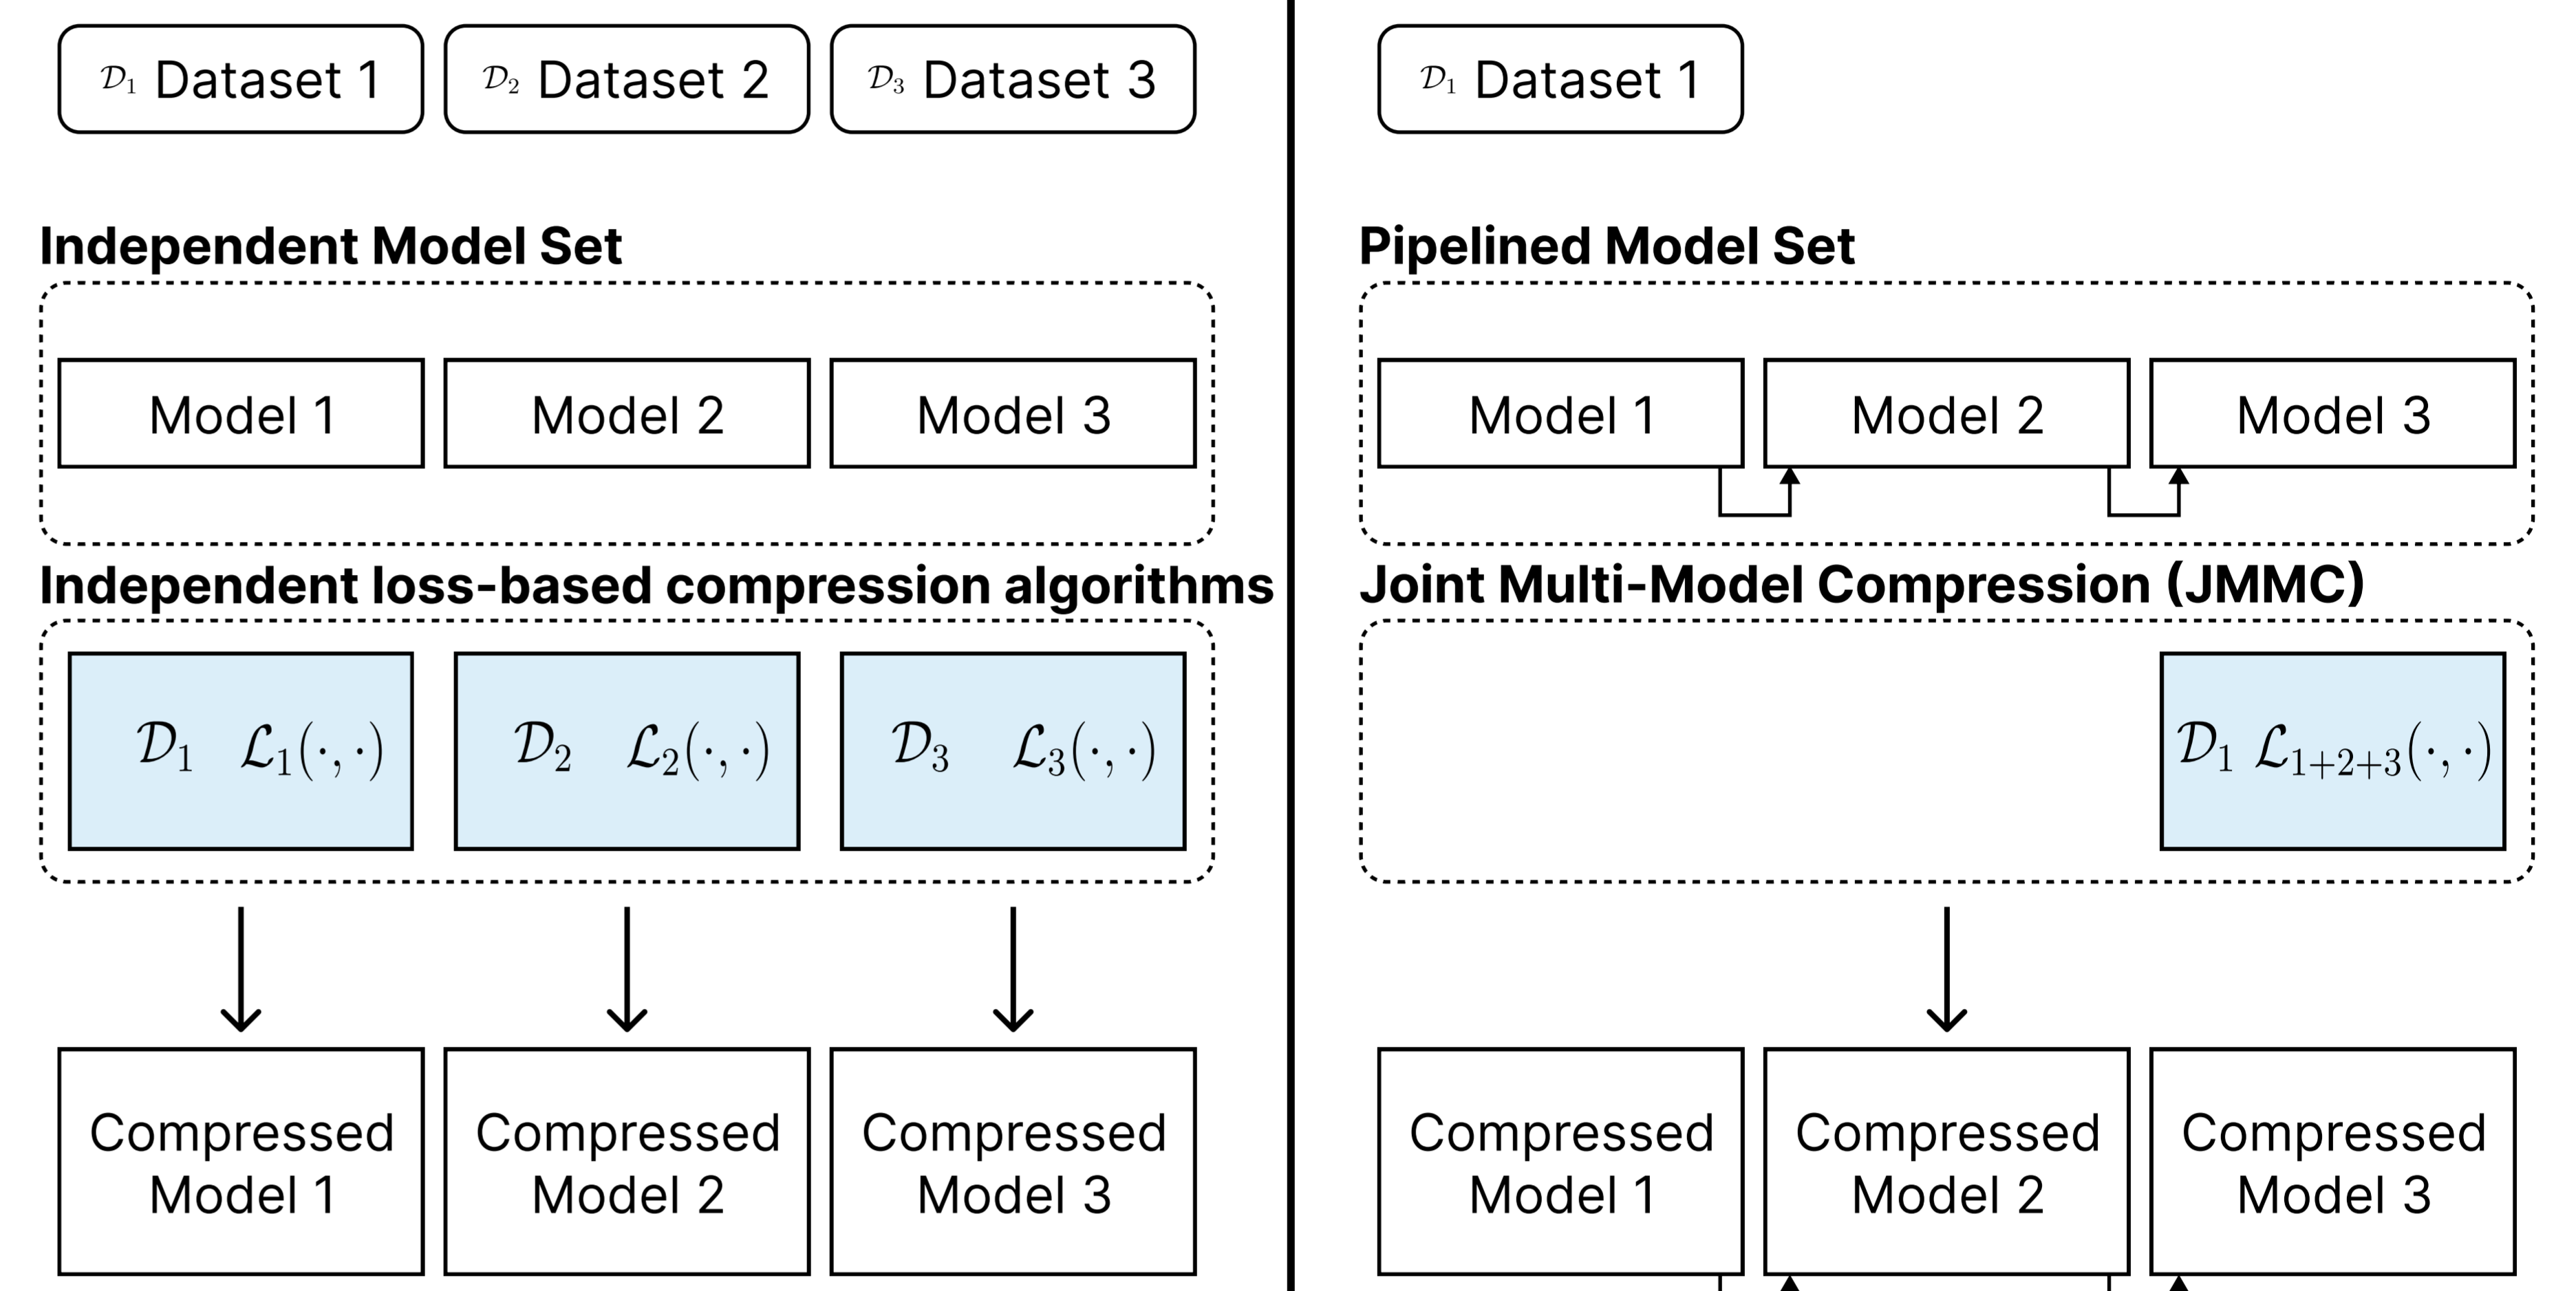 𝒟₁ Dataset 1
𝒟₂ Dataset 2
𝒟₃ Dataset 3
Independent Model Set
Model 1
Model 2
Model 3
Independent loss-based compression algorithms
𝒟₁ ℒ₁(·, ·)
𝒟₂ ℒ₂(·, ·)
𝒟₃ ℒ₃(·, ·)
Compressed
Model 1
Compressed
Model 2
Compressed
Model 3
𝒟₁ Dataset 1
Pipelined Model Set
Model 1
Model 2
Model 3
Joint Multi-Model Compression (JMMC)
𝒟₁ ℒ₁₊₂₊₃(·, ·)
Compressed
Model 1
Compressed
Model 2
Compressed
Model 3